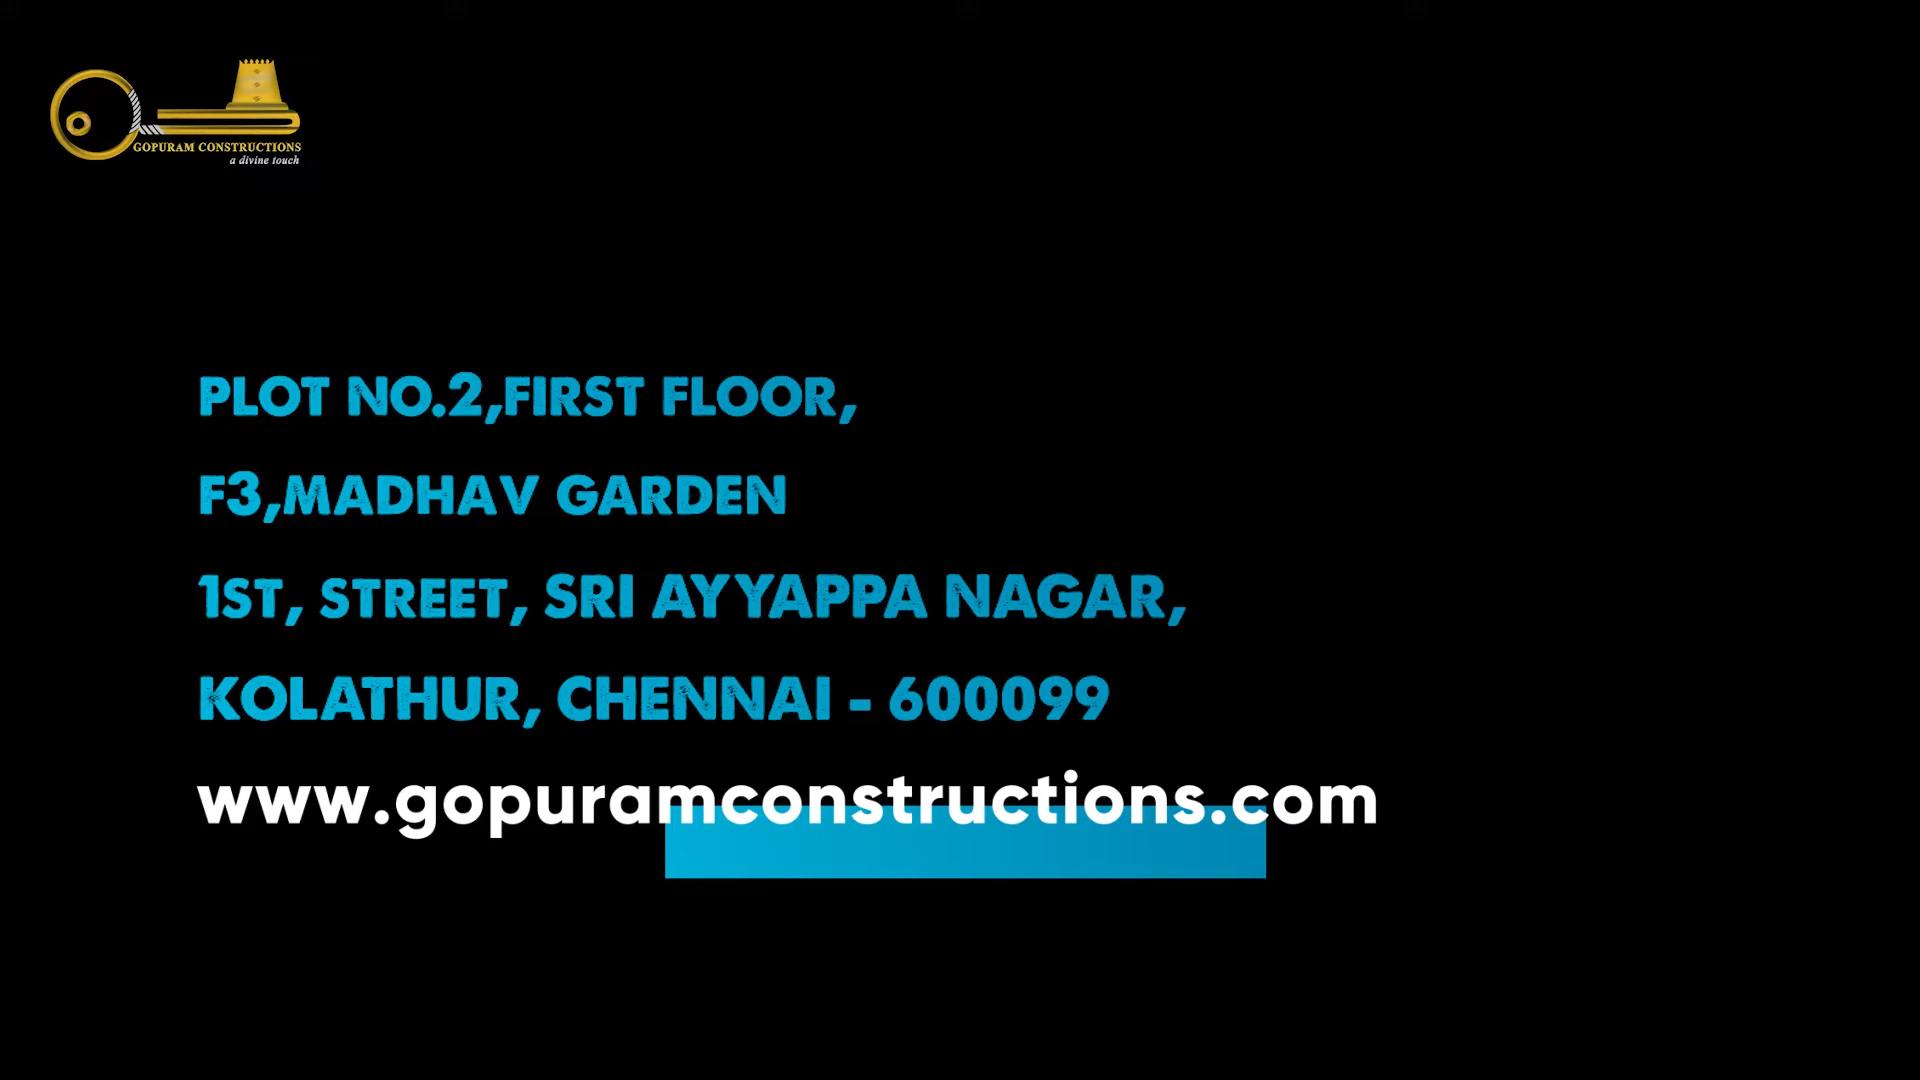 GOPURAM CONSTRUCTIONS
a divine touch
PLOT NO.2,FIRST FLOOR,
F3,MADHAV GARDEN
1ST, STREET, SRI AYYAPPA NAGAR,
KOLATHUR, CHENNAI - 600099
www.gopuramconstructions.com